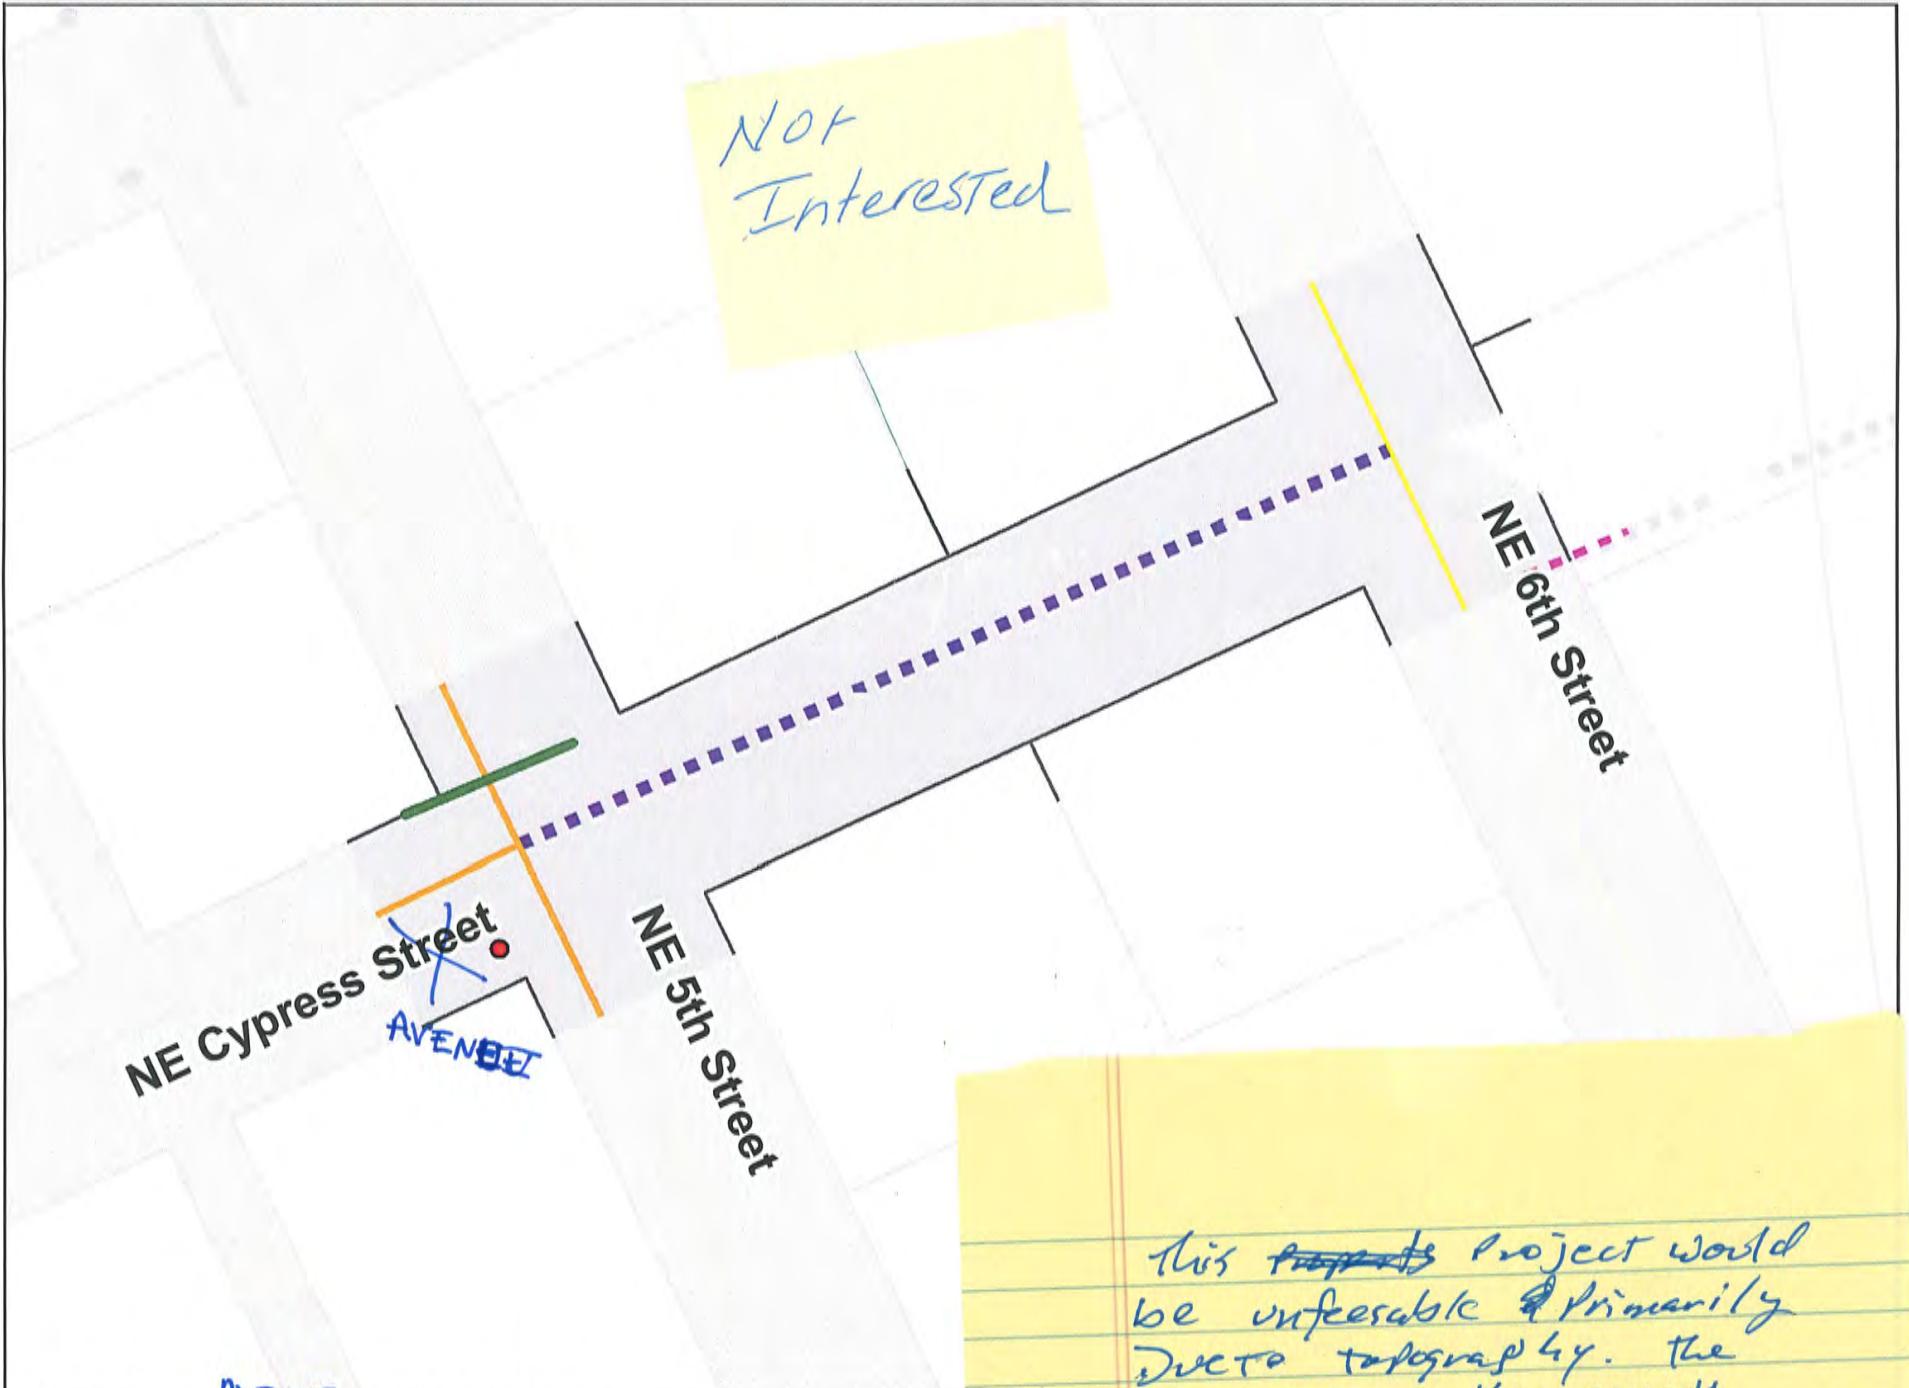 Not
Interested
NE 6th Street
NE Cypress Street
AVENUE
NE 5th Street
This Project would
be unfeesable Primarily
Due to topography. the